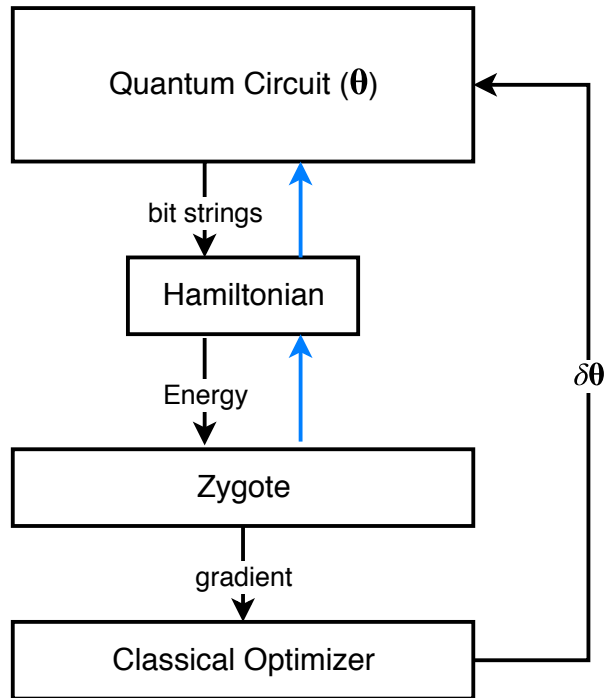 Quantum Circuit (θ)
bit strings
Hamiltonian
Energy
δθ
Zygote
gradient
Classical Optimizer